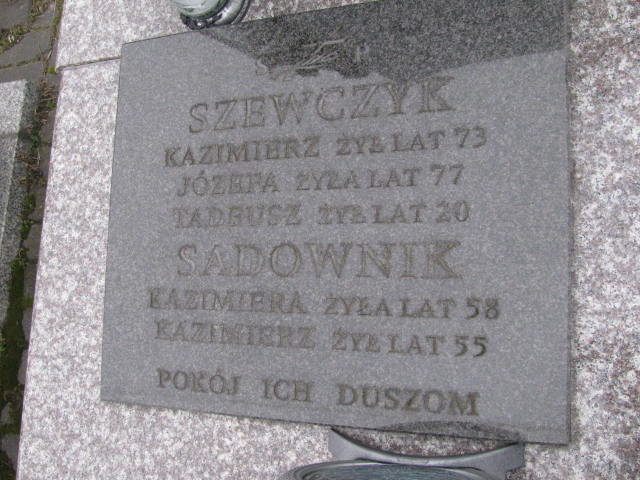 Ś P
SZEWCZYK
KAZIMIERZ ŻYŁ LAT 73
JÓZEFA ŻYŁA LAT 77
TADEUSZ ŻYŁ LAT 20
SADOWNIK
KAZIMIERA ŻYŁA LAT 58
KAZIMIERZ ŻYŁ LAT 55
POKÓJ ICH DUSZOM